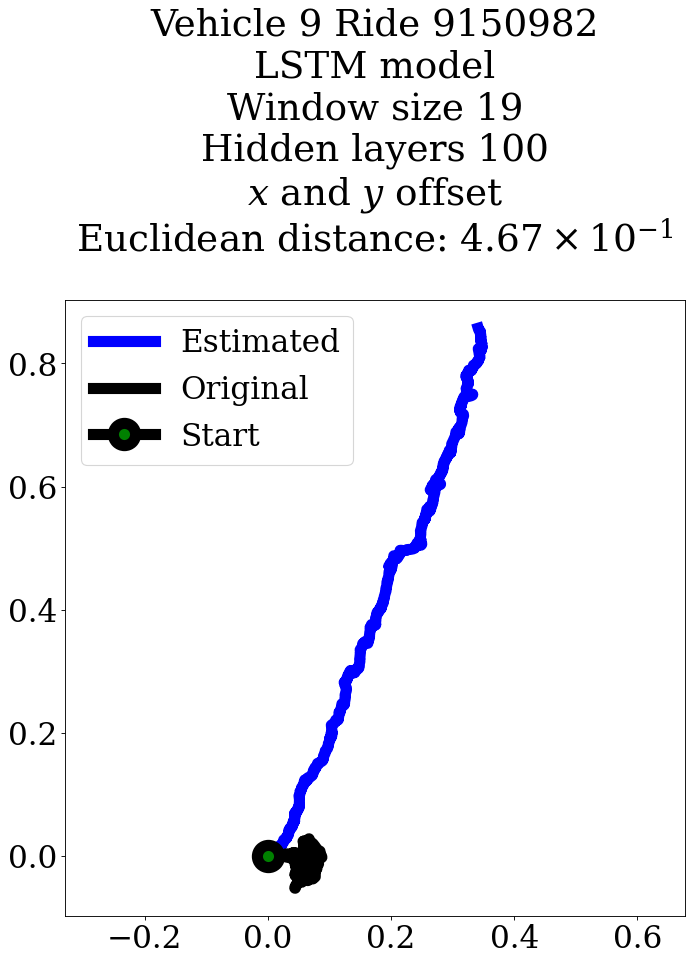 Vehicle 9 Ride 9150982
LSTM model
Window size 19
Hidden layers 100
x and y offset
Euclidean distance: 4.67 × 10⁻¹
Estimated
Original
Start
0.8
0.6
0.4
0.2
0.0
−0.2 0.0 0.2 0.4 0.6